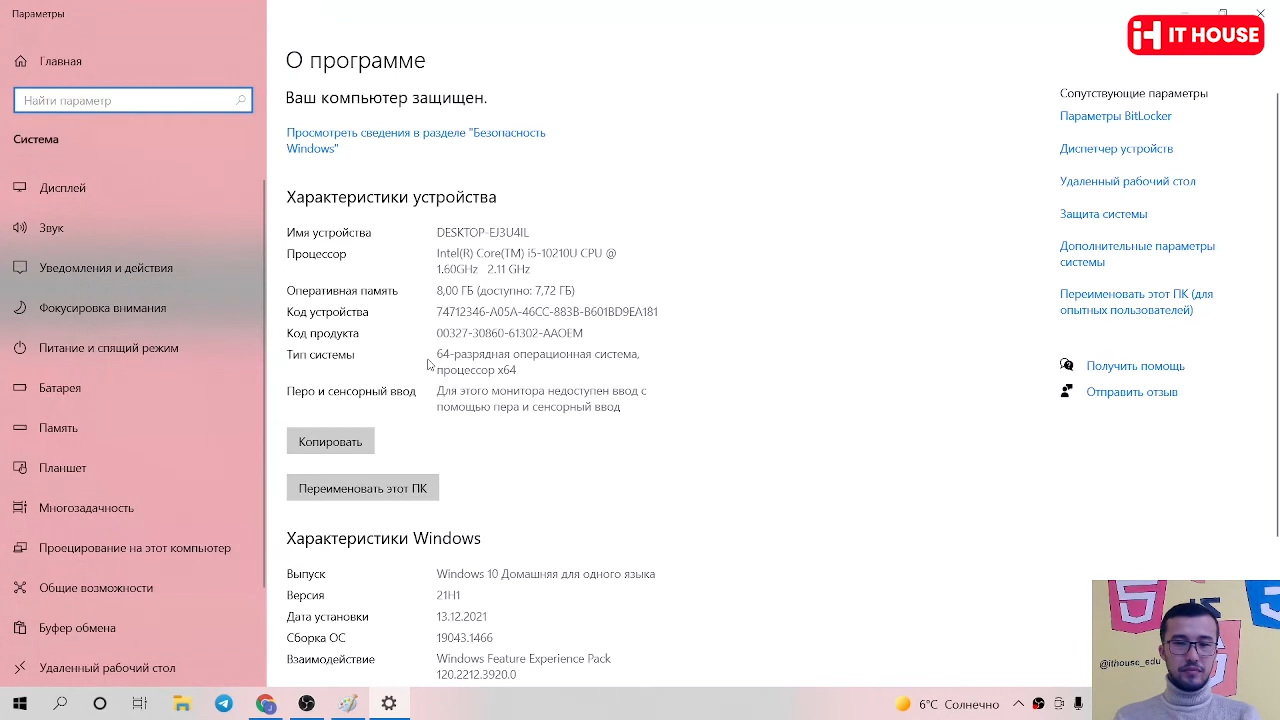 Параметры
IT HOUSE
Главная
Найти параметр
Система
Дисплей
Звук
Уведомления и действия
Фокусировка внимания
Питание и спящий режим
Батарея
Память
Планшет
Многозадачность
Проецирование на этот компьютер
Общие возможности
Буфер обмена
Удаленный рабочий стол
О программе
Ваш компьютер защищен.
Просмотреть сведения в разделе "Безопасность
Windows"
Характеристики устройства
Имя устройства DESKTOP-EJ3U4IL
Процессор Intel(R) Core(TM) i5-10210U CPU @
1.60GHz 2.11 GHz
Оперативная память 8,00 ГБ (доступно: 7,72 ГБ)
Код устройства 74712346-A05A-46CC-883B-B601BD9EA181
Код продукта 00327-30860-61302-AAOEM
Тип системы 64-разрядная операционная система,
процессор x64
Перо и сенсорный ввод Для этого монитора недоступен ввод с
помощью пера и сенсорный ввод
Копировать
Переименовать этот ПК
Характеристики Windows
Выпуск Windows 10 Домашняя для одного языка
Версия 21H1
Дата установки 13.12.2021
Сборка ОС 19043.1466
Взаимодействие Windows Feature Experience Pack
120.2212.3920.0
Сопутствующие параметры
Параметры BitLocker
Диспетчер устройств
Удаленный рабочий стол
Защита системы
Дополнительные параметры
системы
Переименовать этот ПК (для
опытных пользователей)
Получить помощь
Отправить отзыв
6°C Солнечно